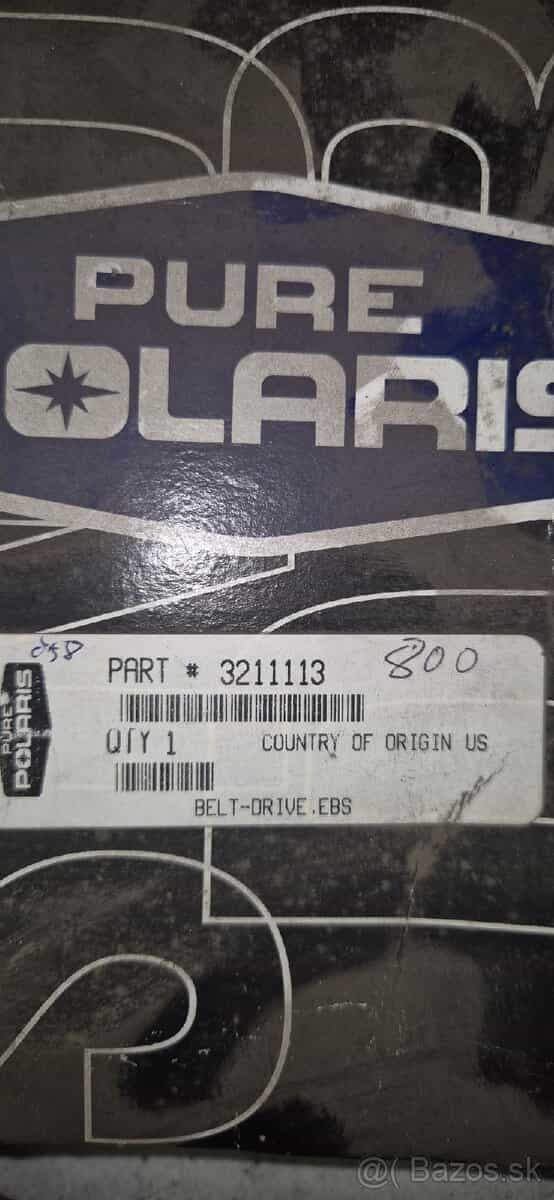 PURE
POLARIS
PURE
POLARIS
PART # 3211113
800
QTY 1
COUNTRY OF ORIGIN US
BELT-DRIVE.EBS
@( Bazos.sk